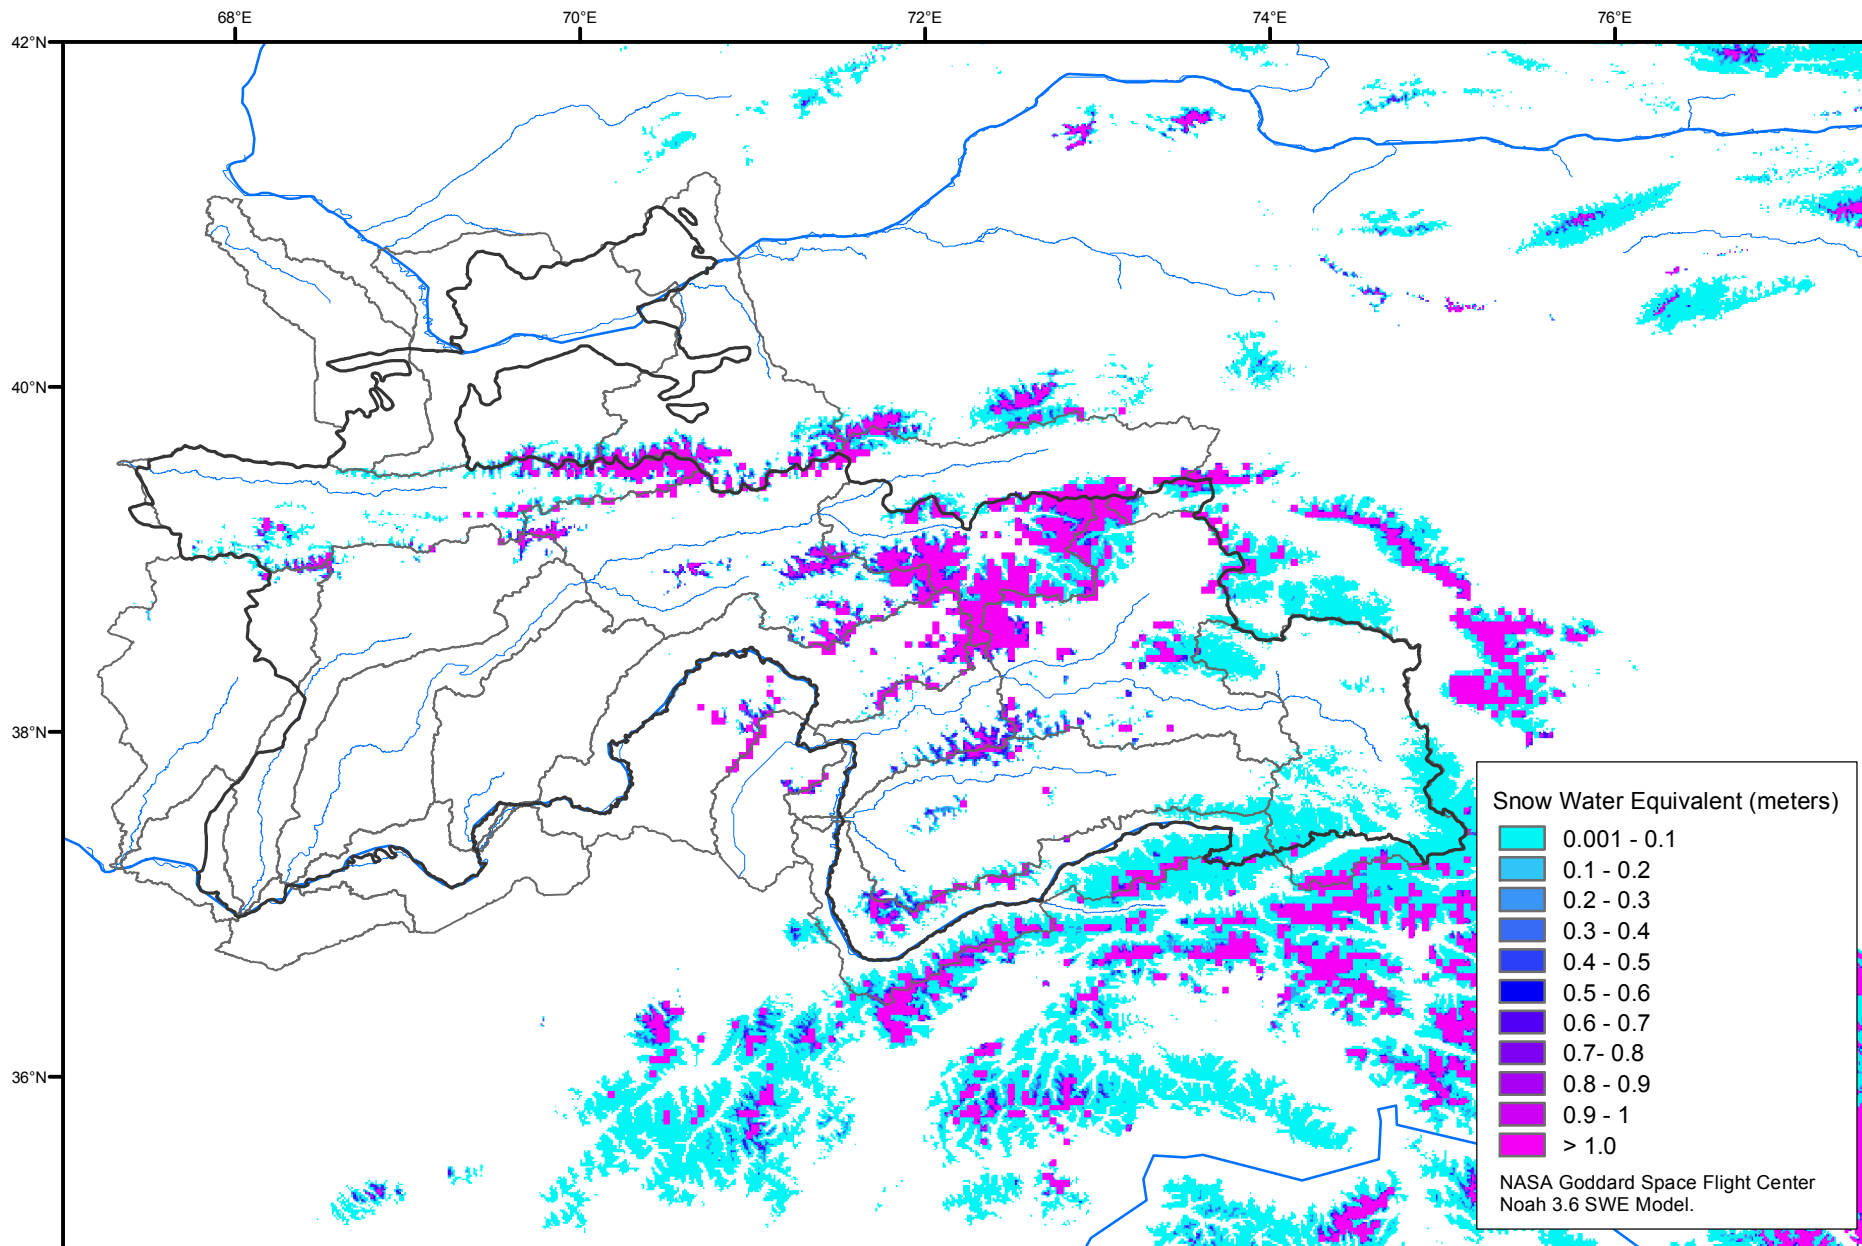 68°E
70°E
72°E
74°E
76°E
42°N
40°N
38°N
36°N
Snow Water Equivalent (meters)
0.001 - 0.1
0.1 - 0.2
0.2 - 0.3
0.3 - 0.4
0.4 - 0.5
0.5 - 0.6
0.6 - 0.7
0.7- 0.8
0.8 - 0.9
0.9 - 1
> 1.0
NASA Goddard Space Flight Center
Noah 3.6 SWE Model.